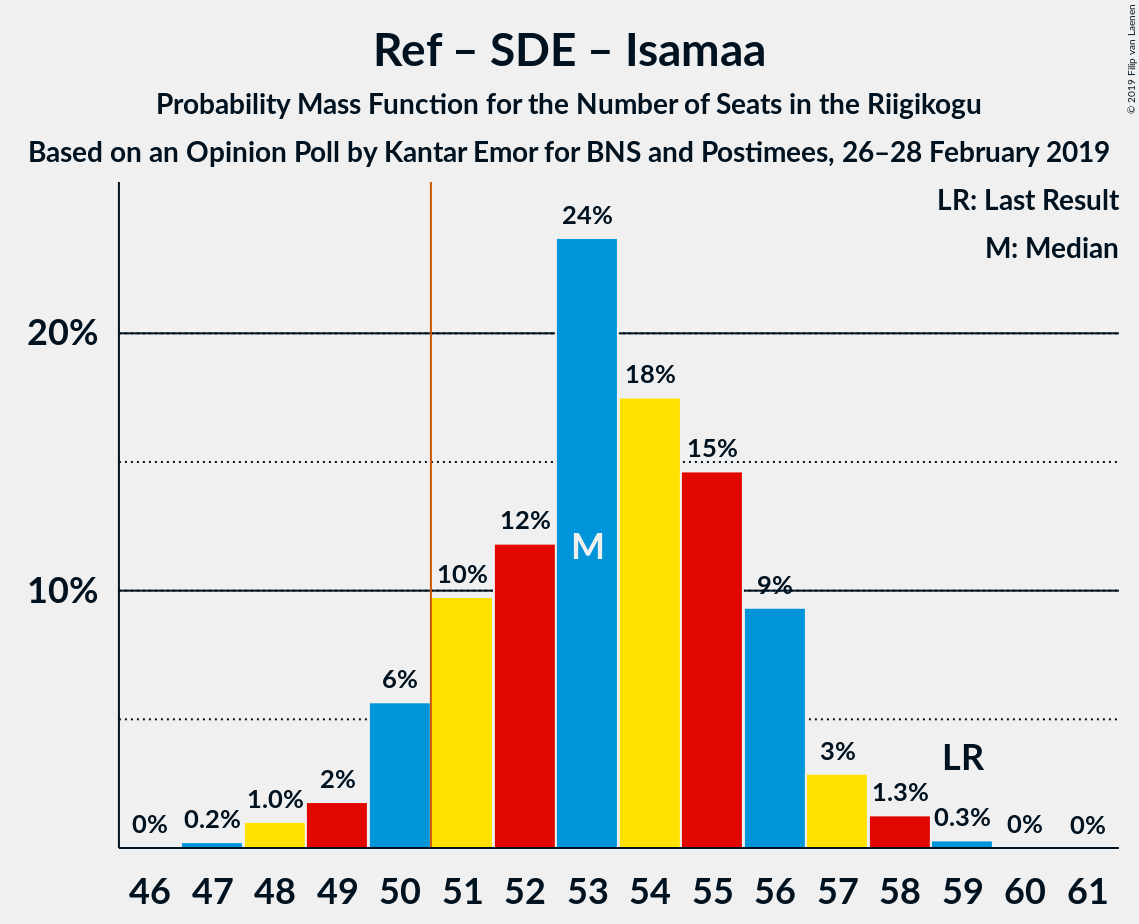 Ref – SDE – Isamaa
Probability Mass Function for the Number of Seats in the Riigikogu
Based on an Opinion Poll by Kantar Emor for BNS and Postimees, 26–28 February 2019
© 2019 Filip van Laenen
LR: Last Result
M: Median
20%
10%
0%
0.2%
1.0%
2%
6%
10%
12%
24%
M
18%
15%
9%
3%
1.3%
LR
0.3%
0%
0%
46 47 48 49 50 51 52 53 54 55 56 57 58 59 60 61